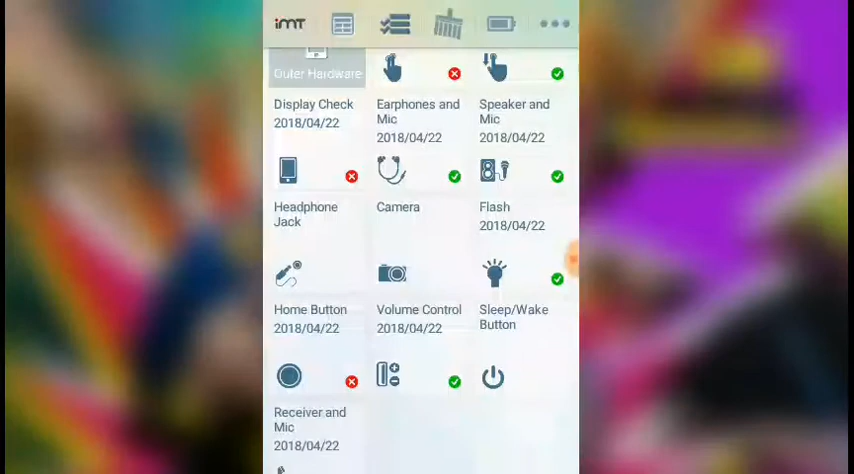 iMT
Outer Hardware
Display Check
2018/04/22
Earphones and
Mic
2018/04/22
Speaker and
Mic
2018/04/22
Headphone
Jack
Camera
Flash
2018/04/22
Home Button
2018/04/22
Volume Control
2018/04/22
Sleep/Wake
Button
Receiver and
Mic
2018/04/22